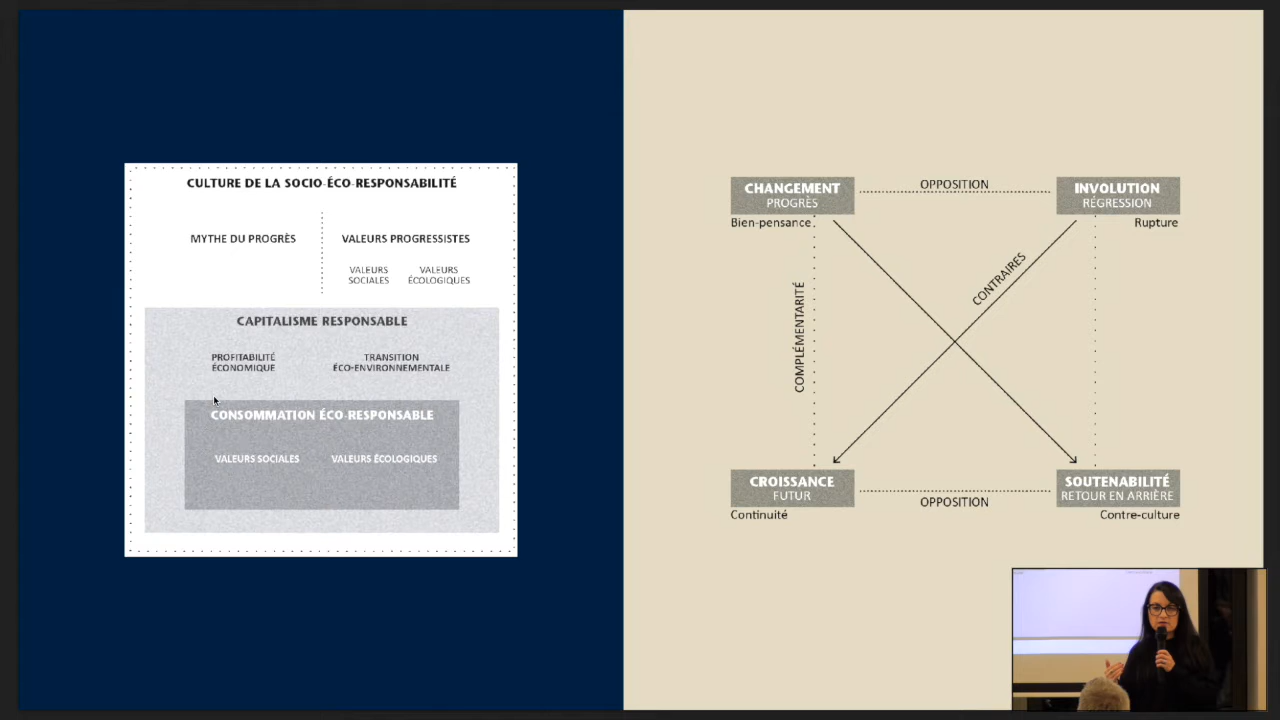 CULTURE DE LA SOCIO-ÉCO-RESPONSABILITÉ
MYTHE DU PROGRÈS
VALEURS PROGRESSISTES
VALEURS
SOCIALES
VALEURS
ÉCOLOGIQUES
CAPITALISME RESPONSABLE
PROFITABILITÉ
ÉCONOMIQUE
TRANSITION
ÉCO-ENVIRONNEMENTALE
CONSOMMATION ÉCO-RESPONSABLE
VALEURS SOCIALES
VALEURS ÉCOLOGIQUES
CHANGEMENT
PROGRÈS
Bien-pensance
OPPOSITION
INVOLUTION
RÉGRESSION
Rupture
COMPLÉMENTARITÉ
CONTRAIRES
CROISSANCE
FUTUR
Continuité
OPPOSITION
SOUTENABILITÉ
RETOUR EN ARRIÈRE
Contre-culture